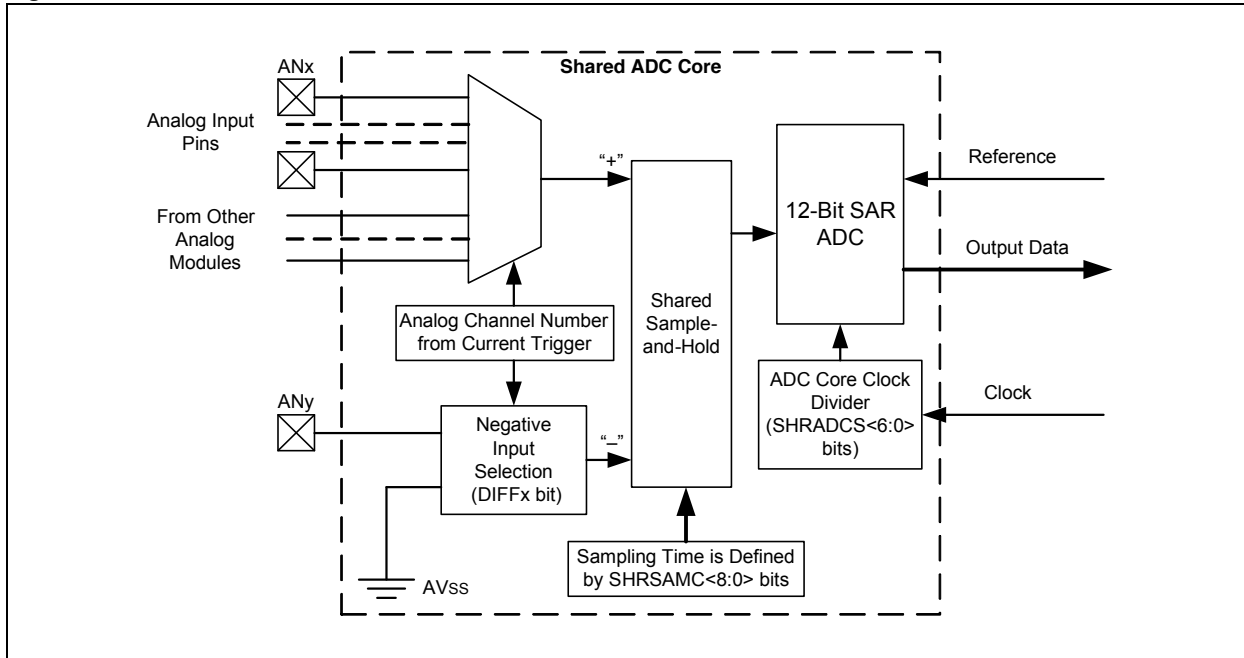 Shared ADC Core
ANx
Analog Input
Pins
From Other
Analog
Modules
"+"
Analog Channel Number
from Current Trigger
ANy
Negative
Input
Selection
(DIFFx bit)
"–"
AVSS
Shared
Sample-
and-Hold
Sampling Time is Defined
by SHRSAMC<8:0> bits
12-Bit SAR
ADC
Reference
Output Data
ADC Core Clock
Divider
(SHRADCS<6:0>
bits)
Clock